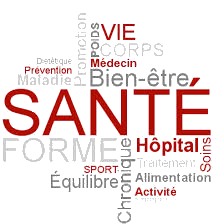 Promotion
POIDS
VIE
CORPS
Diététique
Prévention
Médecin
Maladie
Bien-être
SANTÉ
FORME
Hôpital
Soins
Chronique
Traitement
SPORT
Équilibre
Alimentation
Activité